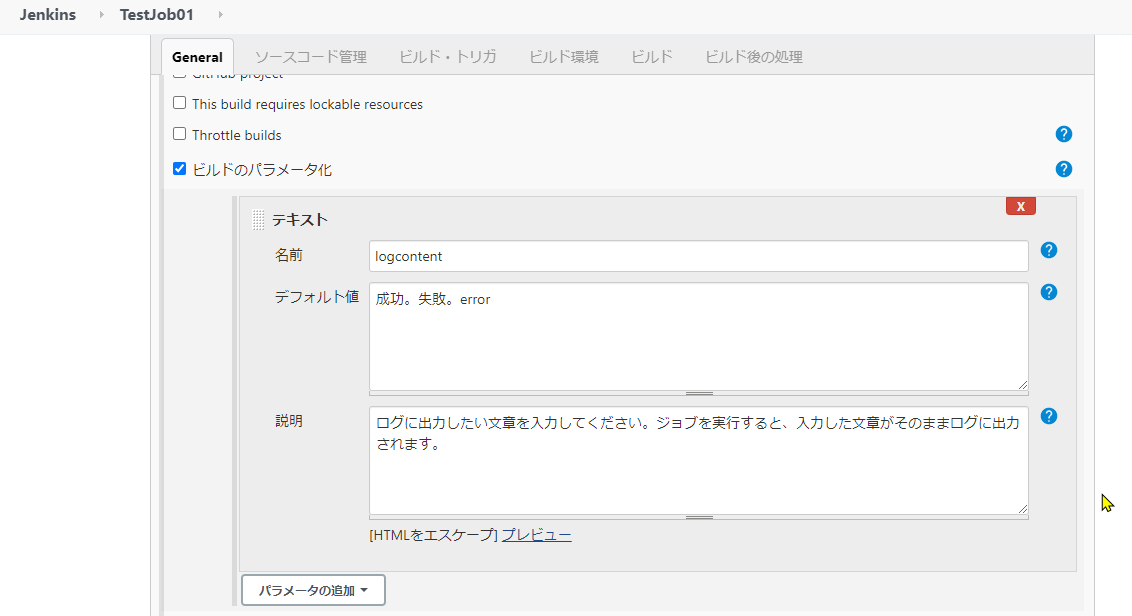 Jenkins TestJob01
General ソースコード管理 ビルド・トリガ ビルド環境 ビルド ビルド後の処理
GitHub project
This build requires lockable resources
Throttle builds ?
ビルドのパラメータ化 ?
テキスト X
名前 logcontent ?
デフォルト値 成功。失敗。error ?
説明 ログに出力したい文章を入力してください。ジョブを実行すると、入力した文章がそのままログに出力 ?
されます。
[HTMLをエスケープ] プレビュー
パラメータの追加